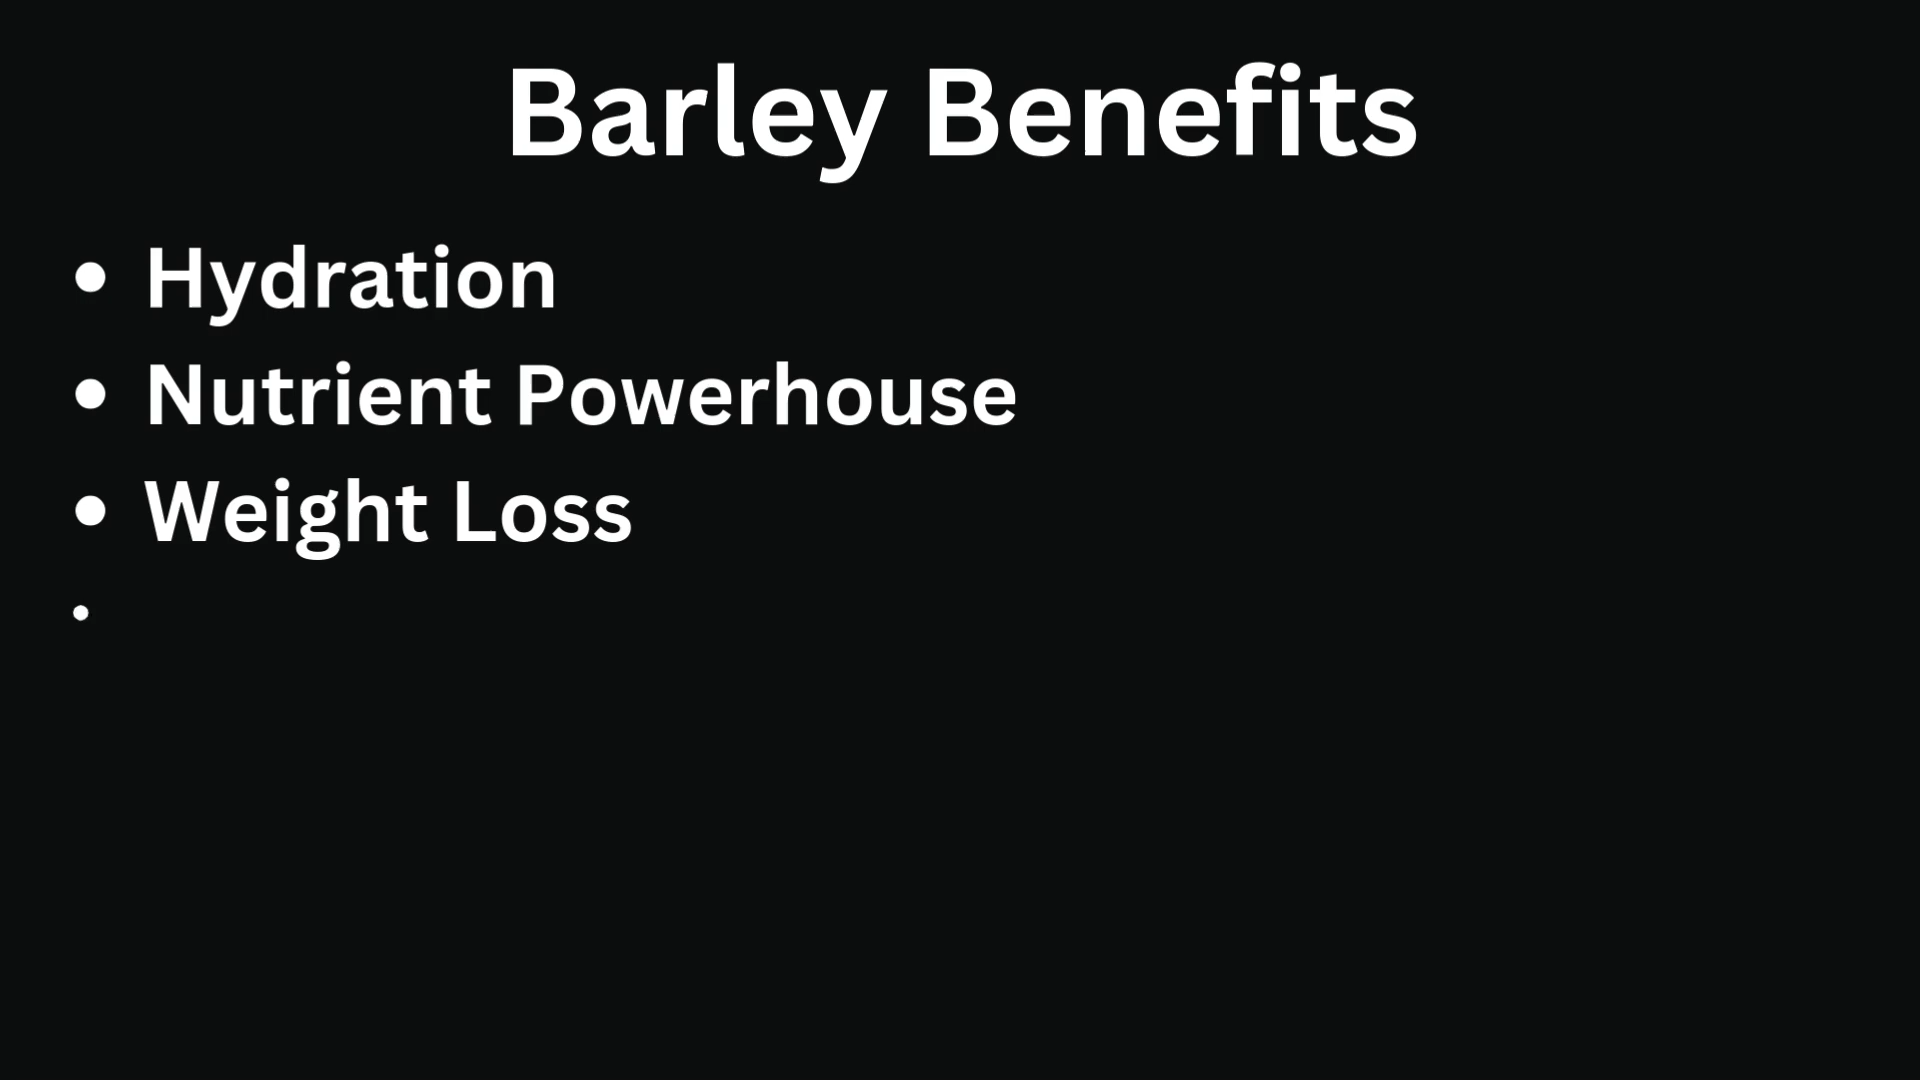 Barley Benefits
• Hydration
• Nutrient Powerhouse
• Weight Loss
•